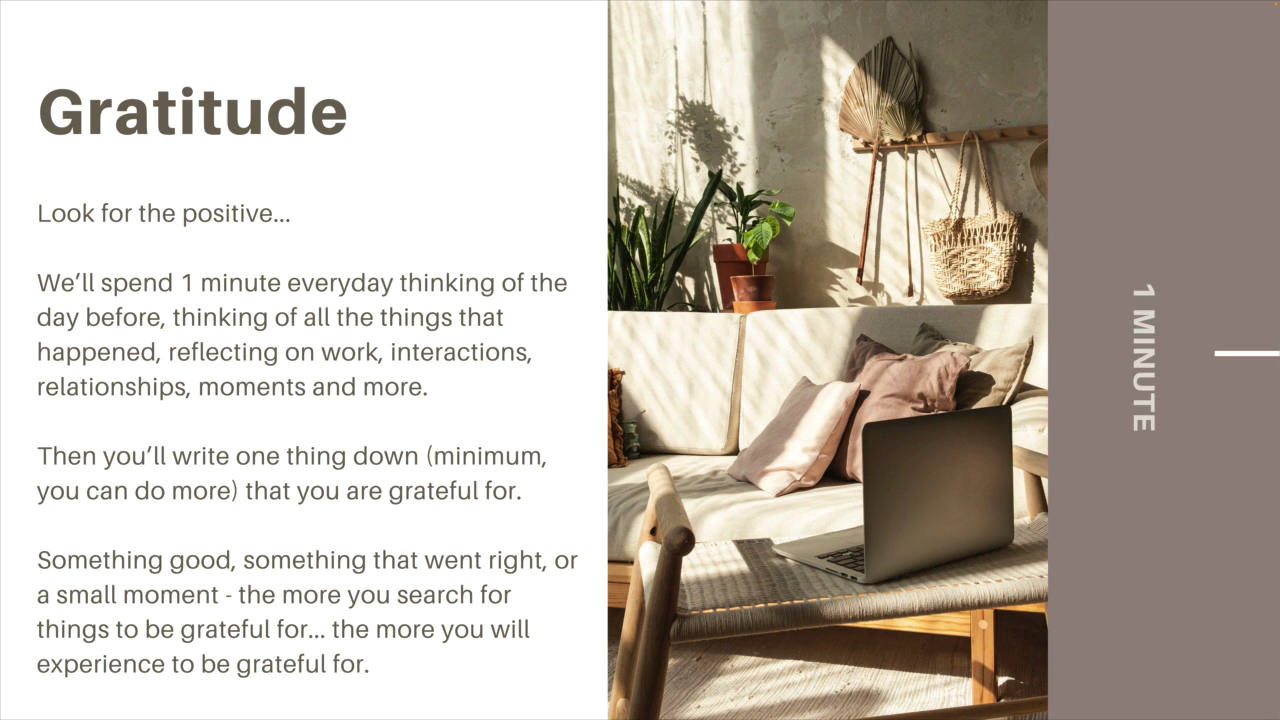 Gratitude
Look for the positive...
We’ll spend 1 minute everyday thinking of the
day before, thinking of all the things that
happened, reflecting on work, interactions,
relationships, moments and more.
Then you’ll write one thing down (minimum,
you can do more) that you are grateful for.
Something good, something that went right, or
a small moment - the more you search for
things to be grateful for... the more you will
experience to be grateful for.
1 MINUTE